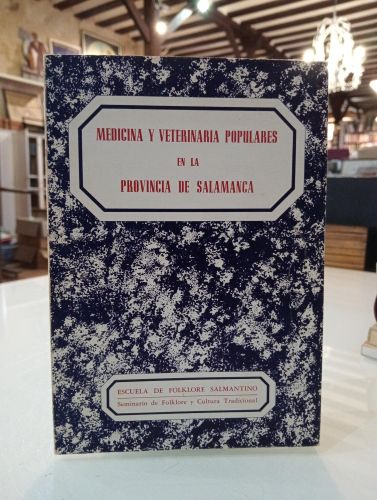 MEDICINA Y VETERINARIA POPULARES
EN LA
PROVINCIA DE SALAMANCA
ESCUELA DE FOLKLORE SALMANTINO
Seminario de Folklore y Cultura Tradicional